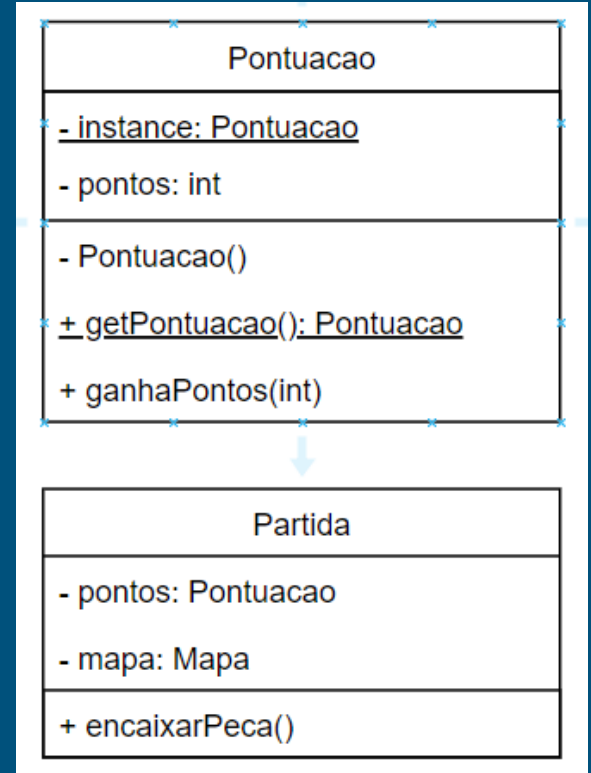 Pontuacao
- instance: Pontuacao
- pontos: int
- Pontuacao()
+ getPontuacao(): Pontuacao
+ ganhaPontos(int)
Partida
- pontos: Pontuacao
- mapa: Mapa
+ encaixarPeca()